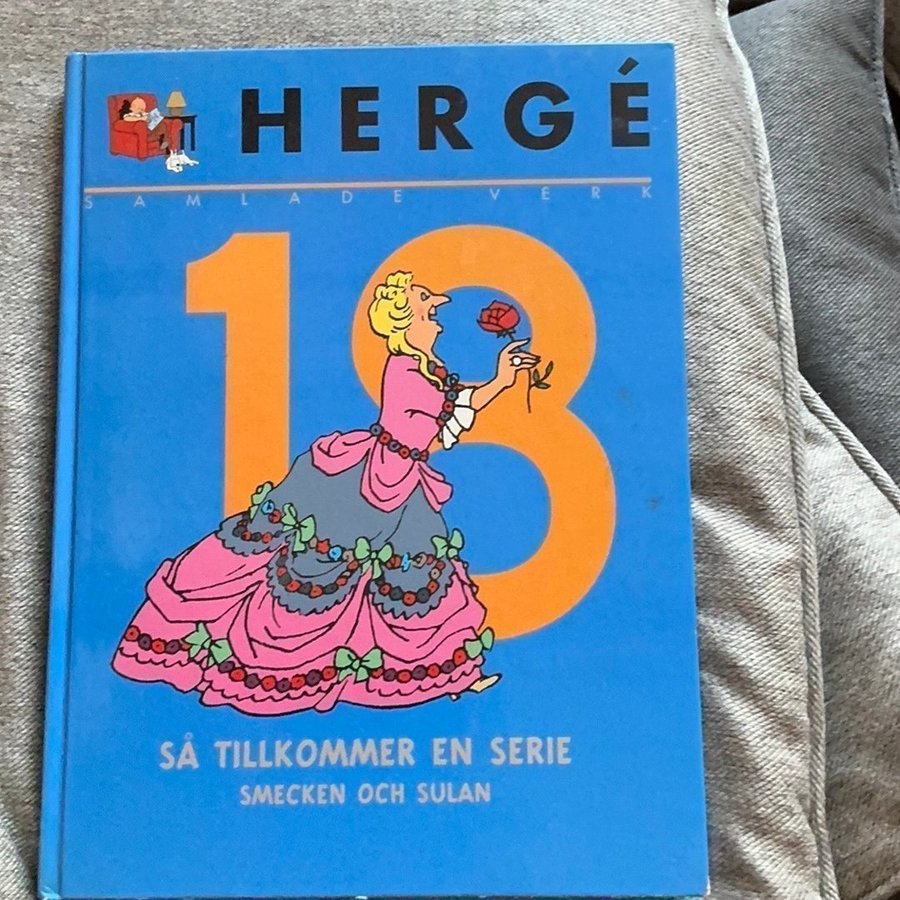 HERGÉ
SAMLADE VERK
18
SÅ TILLKOMMER EN SERIE
SMECKEN OCH SULAN